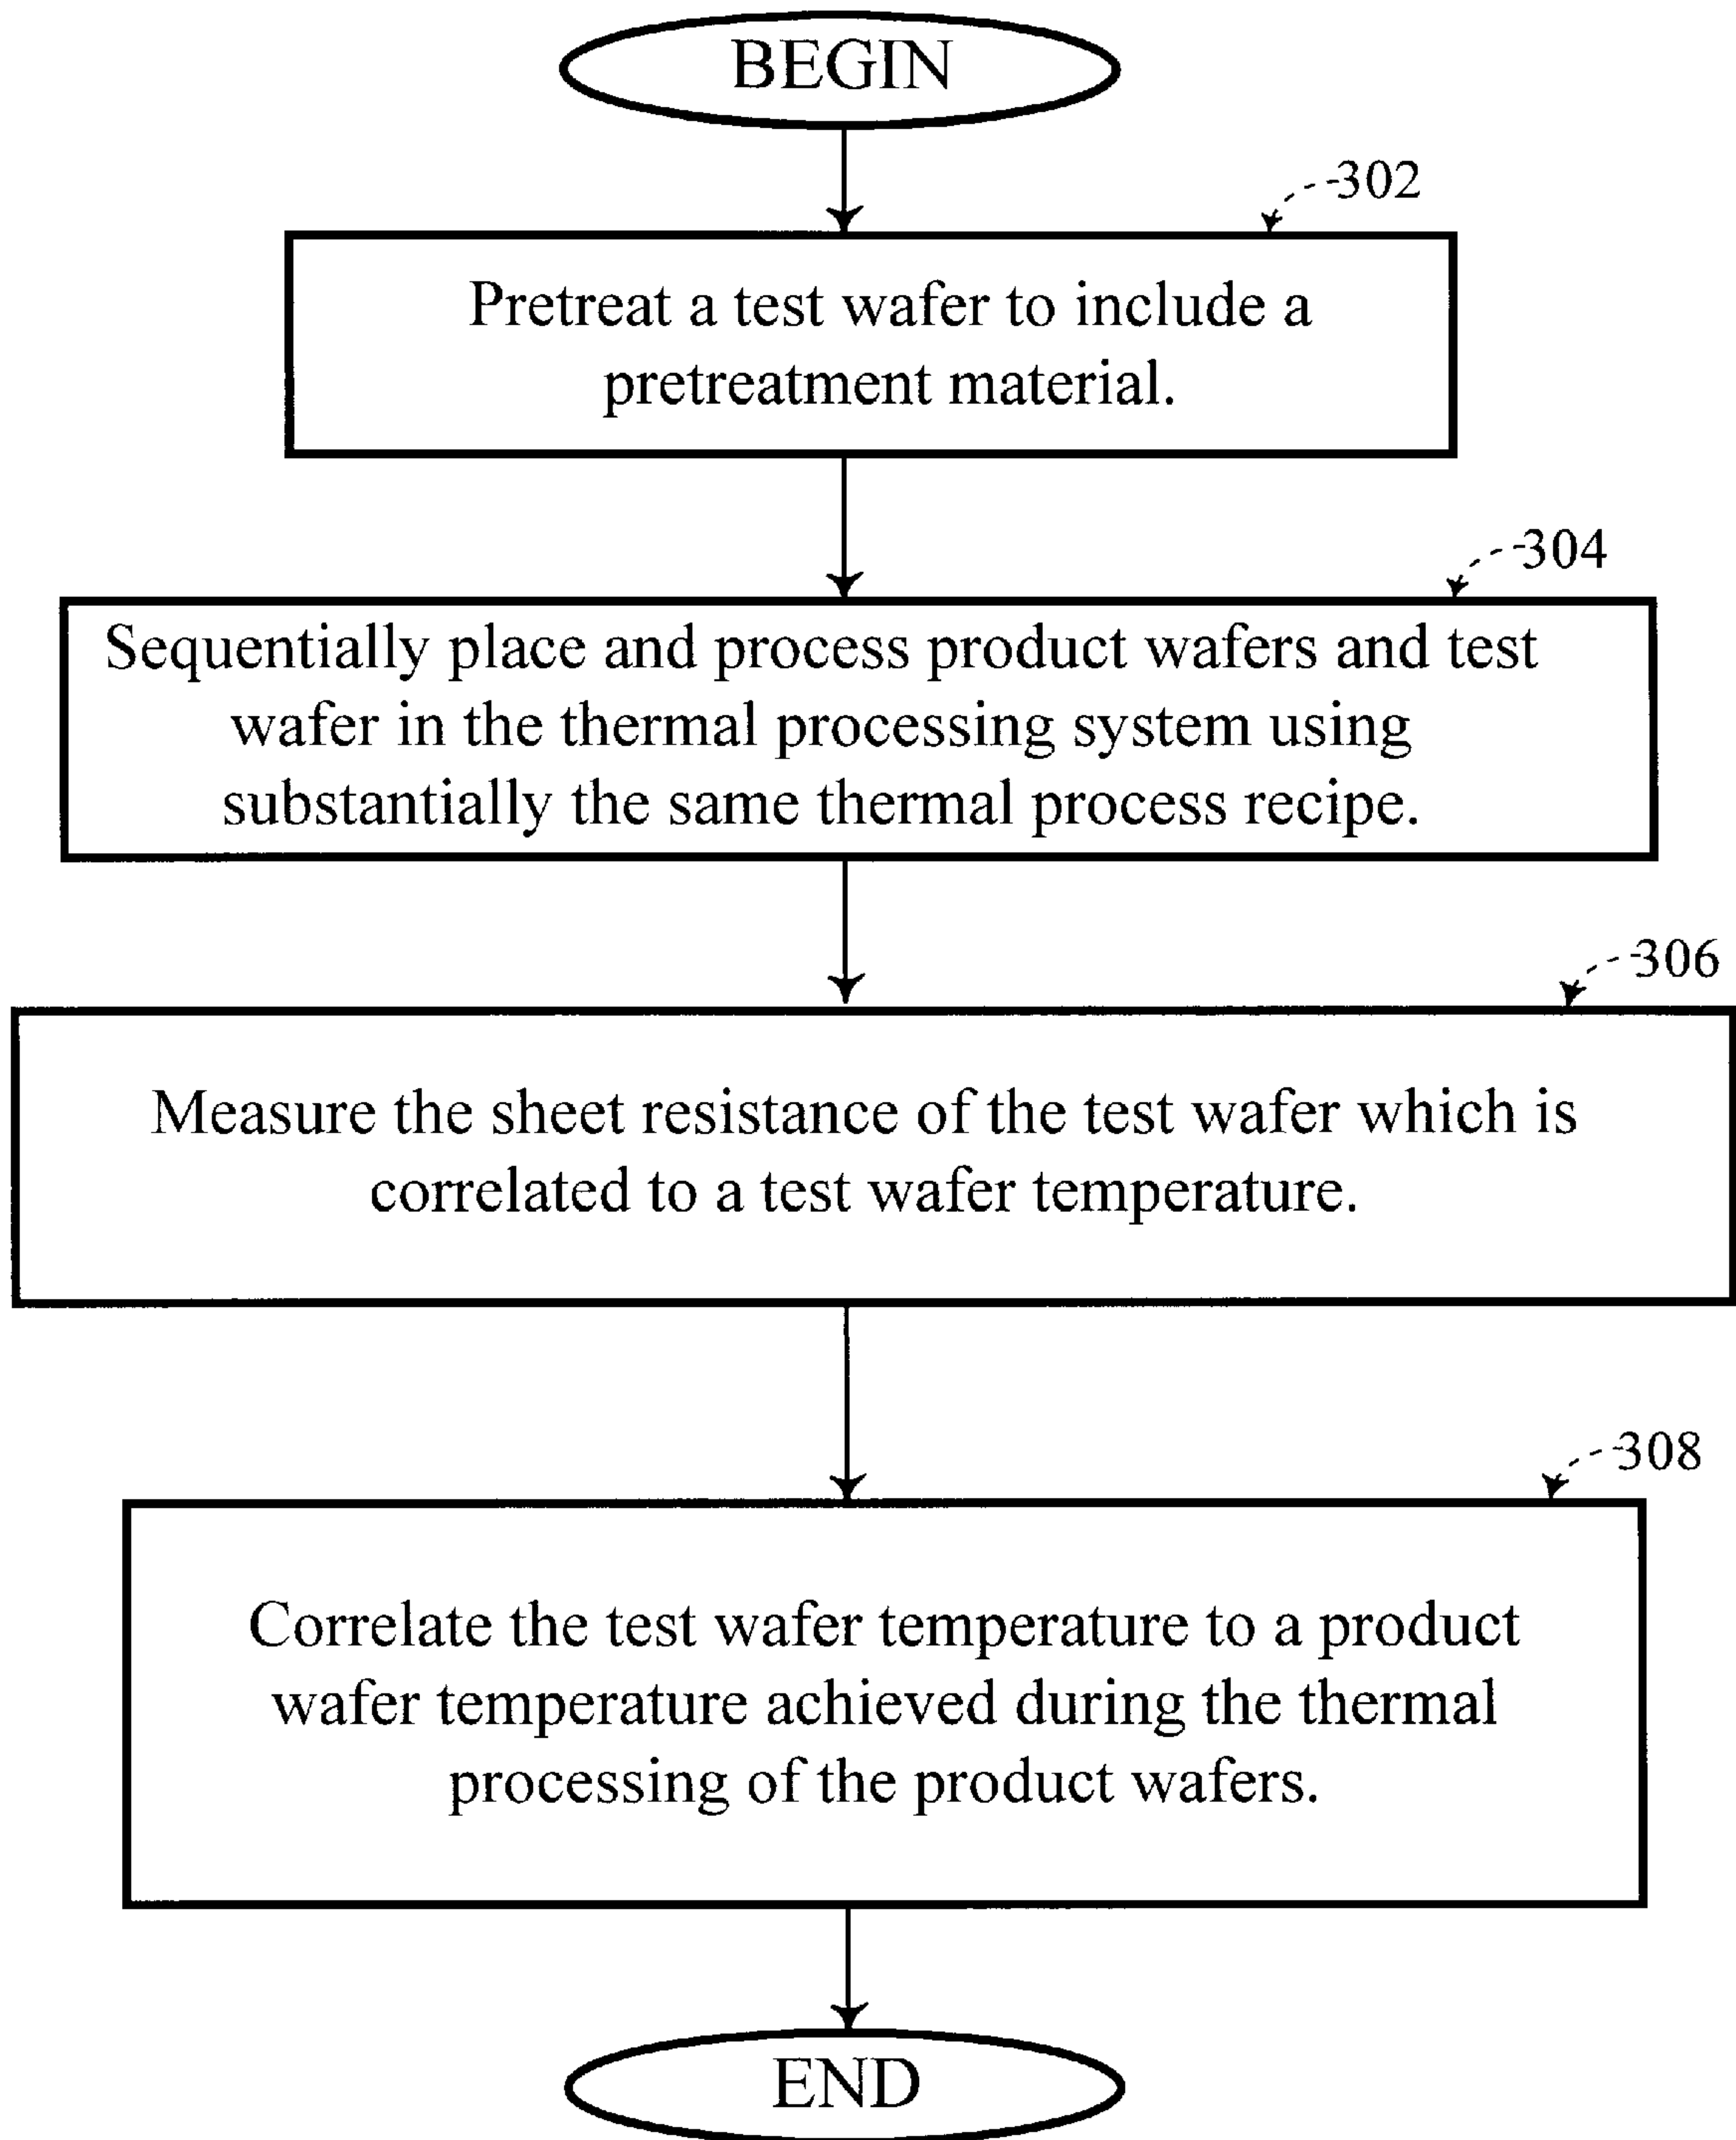 BEGIN
302
Pretreat a test wafer to include a
pretreatment material.
304
Sequentially place and process product wafers and test
wafer in the thermal processing system using
substantially the same thermal process recipe.
306
Measure the sheet resistance of the test wafer which is
correlated to a test wafer temperature.
308
Correlate the test wafer temperature to a product
wafer temperature achieved during the thermal
processing of the product wafers.
END